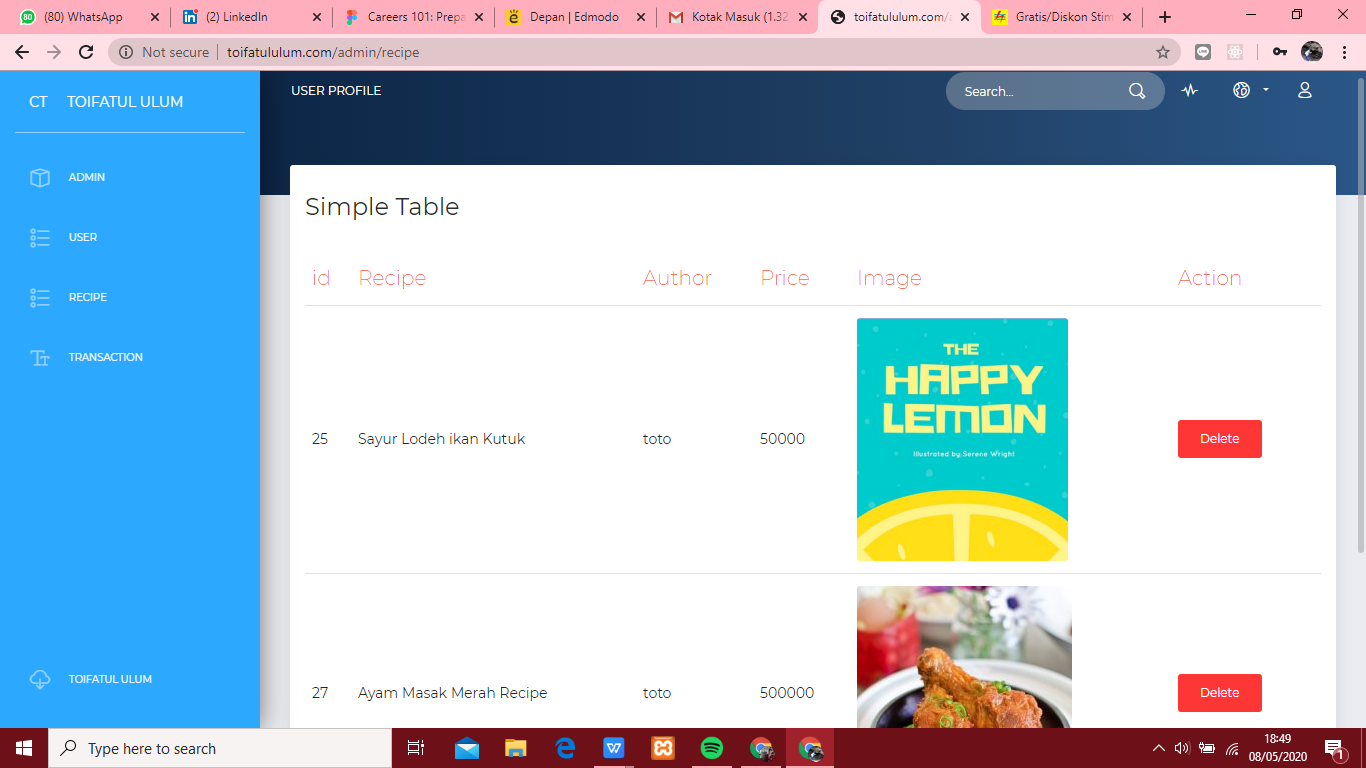 (80) WhatsApp
(2) LinkedIn
Careers 101: Prepa
Depan | Edmodo
Kotak Masuk (1.32
toifatululum.com/a
Gratis/Diskon Stim
Not secure
toifatululum.com/admin/recipe
CT TOIFATUL ULUM
ADMIN
USER
RECIPE
TRANSACTION
TOIFATUL ULUM
USER PROFILE
Search...
Simple Table
id Recipe Author Price Image Action
THE
HAPPY
LEMON
Illustrated by: Serene Wright
25 Sayur Lodeh ikan Kutuk toto 50000 Delete
27 Ayam Masak Merah Recipe toto 500000 Delete
Type here to search
18:49
08/05/2020
1